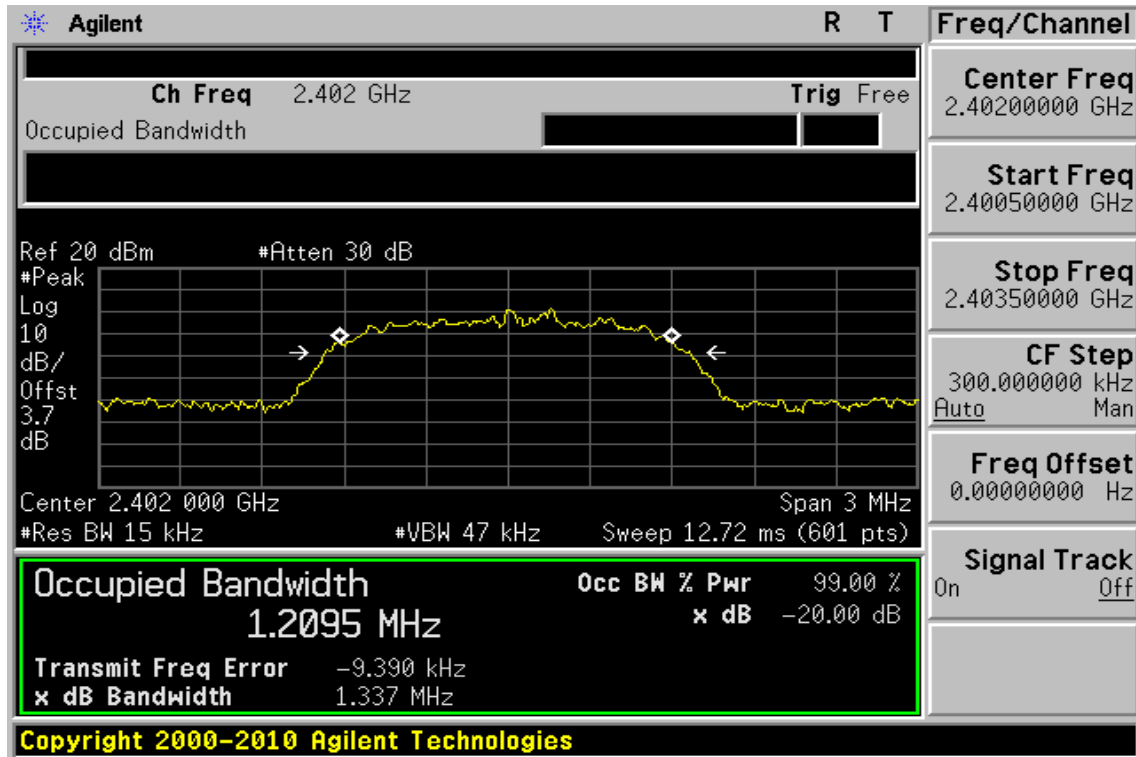 Agilent R T
Freq/Channel
Ch Freq 2.402 GHz Trig Free
Occupied Bandwidth
Center Freq
2.40200000 GHz
Start Freq
2.40050000 GHz
Stop Freq
2.40350000 GHz
CF Step
300.000000 kHz
Auto Man
Freq Offset
0.00000000 Hz
Signal Track
On Off
Ref 20 dBm #Atten 30 dB
#Peak
Log
10
dB/
Offst
3.7
dB
Center 2.402 000 GHz Span 3 MHz
#Res BW 15 kHz #VBW 47 kHz Sweep 12.72 ms (601 pts)
Occupied Bandwidth Occ BW % Pwr 99.00 %
1.2095 MHz x dB -20.00 dB
Transmit Freq Error -9.390 kHz
x dB Bandwidth 1.337 MHz
Copyright 2000-2010 Agilent Technologies